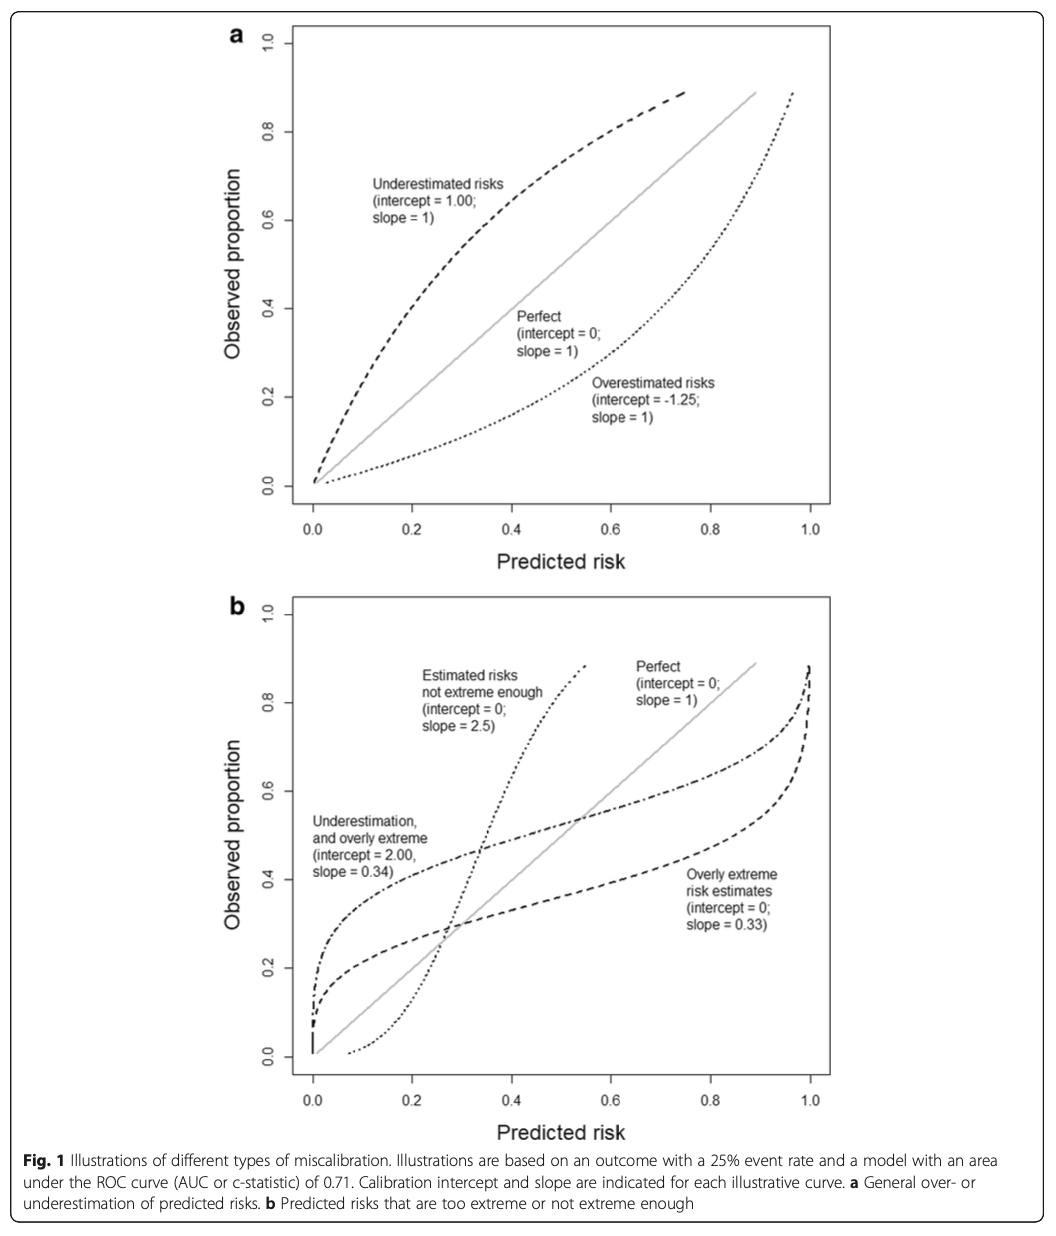 a
1.0
0.8
0.6
0.4
0.2
0.0
Observed proportion
Underestimated risks
(intercept = 1.00;
slope = 1)
Perfect
(intercept = 0;
slope = 1)
Overestimated risks
(intercept = -1.25;
slope = 1)
0.0 0.2 0.4 0.6 0.8 1.0
Predicted risk
b
1.0
0.8
0.6
0.4
0.2
0.0
Observed proportion
Estimated risks
not extreme enough
(intercept = 0;
slope = 2.5)
Perfect
(intercept = 0;
slope = 1)
Underestimation,
and overly extreme
(intercept = 2.00,
slope = 0.34)
Overly extreme
risk estimates
(intercept = 0;
slope = 0.33)
0.0 0.2 0.4 0.6 0.8 1.0
Predicted risk
Fig. 1 Illustrations of different types of miscalibration. Illustrations are based on an outcome with a 25% event rate and a model with an area
under the ROC curve (AUC or c-statistic) of 0.71. Calibration intercept and slope are indicated for each illustrative curve. a General over- or
underestimation of predicted risks. b Predicted risks that are too extreme or not extreme enough